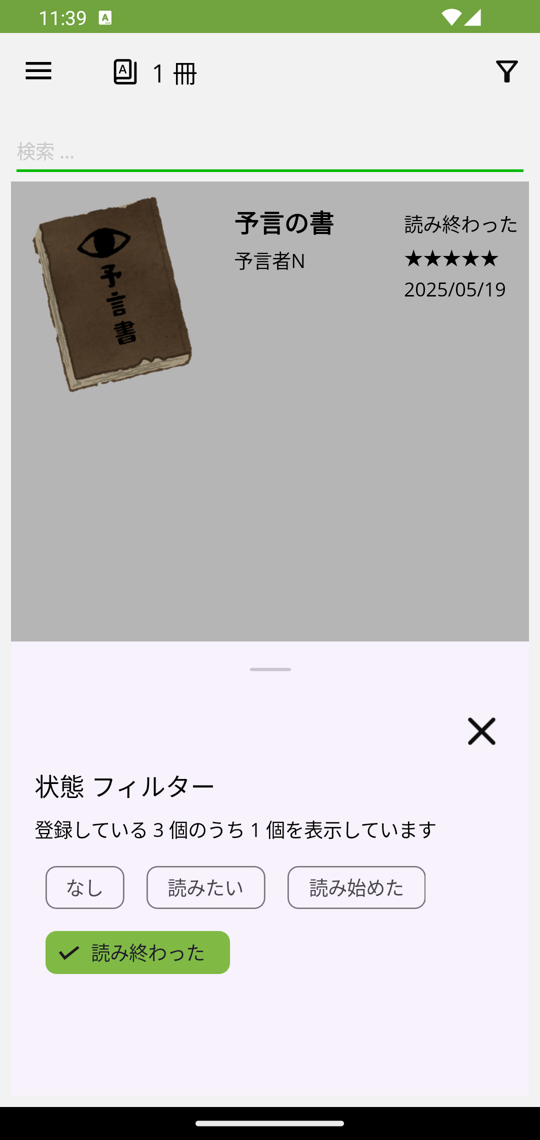 11:39
1 冊
検索 ...
予言の書
予言者N
読み終わった
★★★★★
2025/05/19
予言書
状態 フィルター
登録している 3 個のうち 1 個を表示しています
なし
読みたい
読み始めた
読み終わった